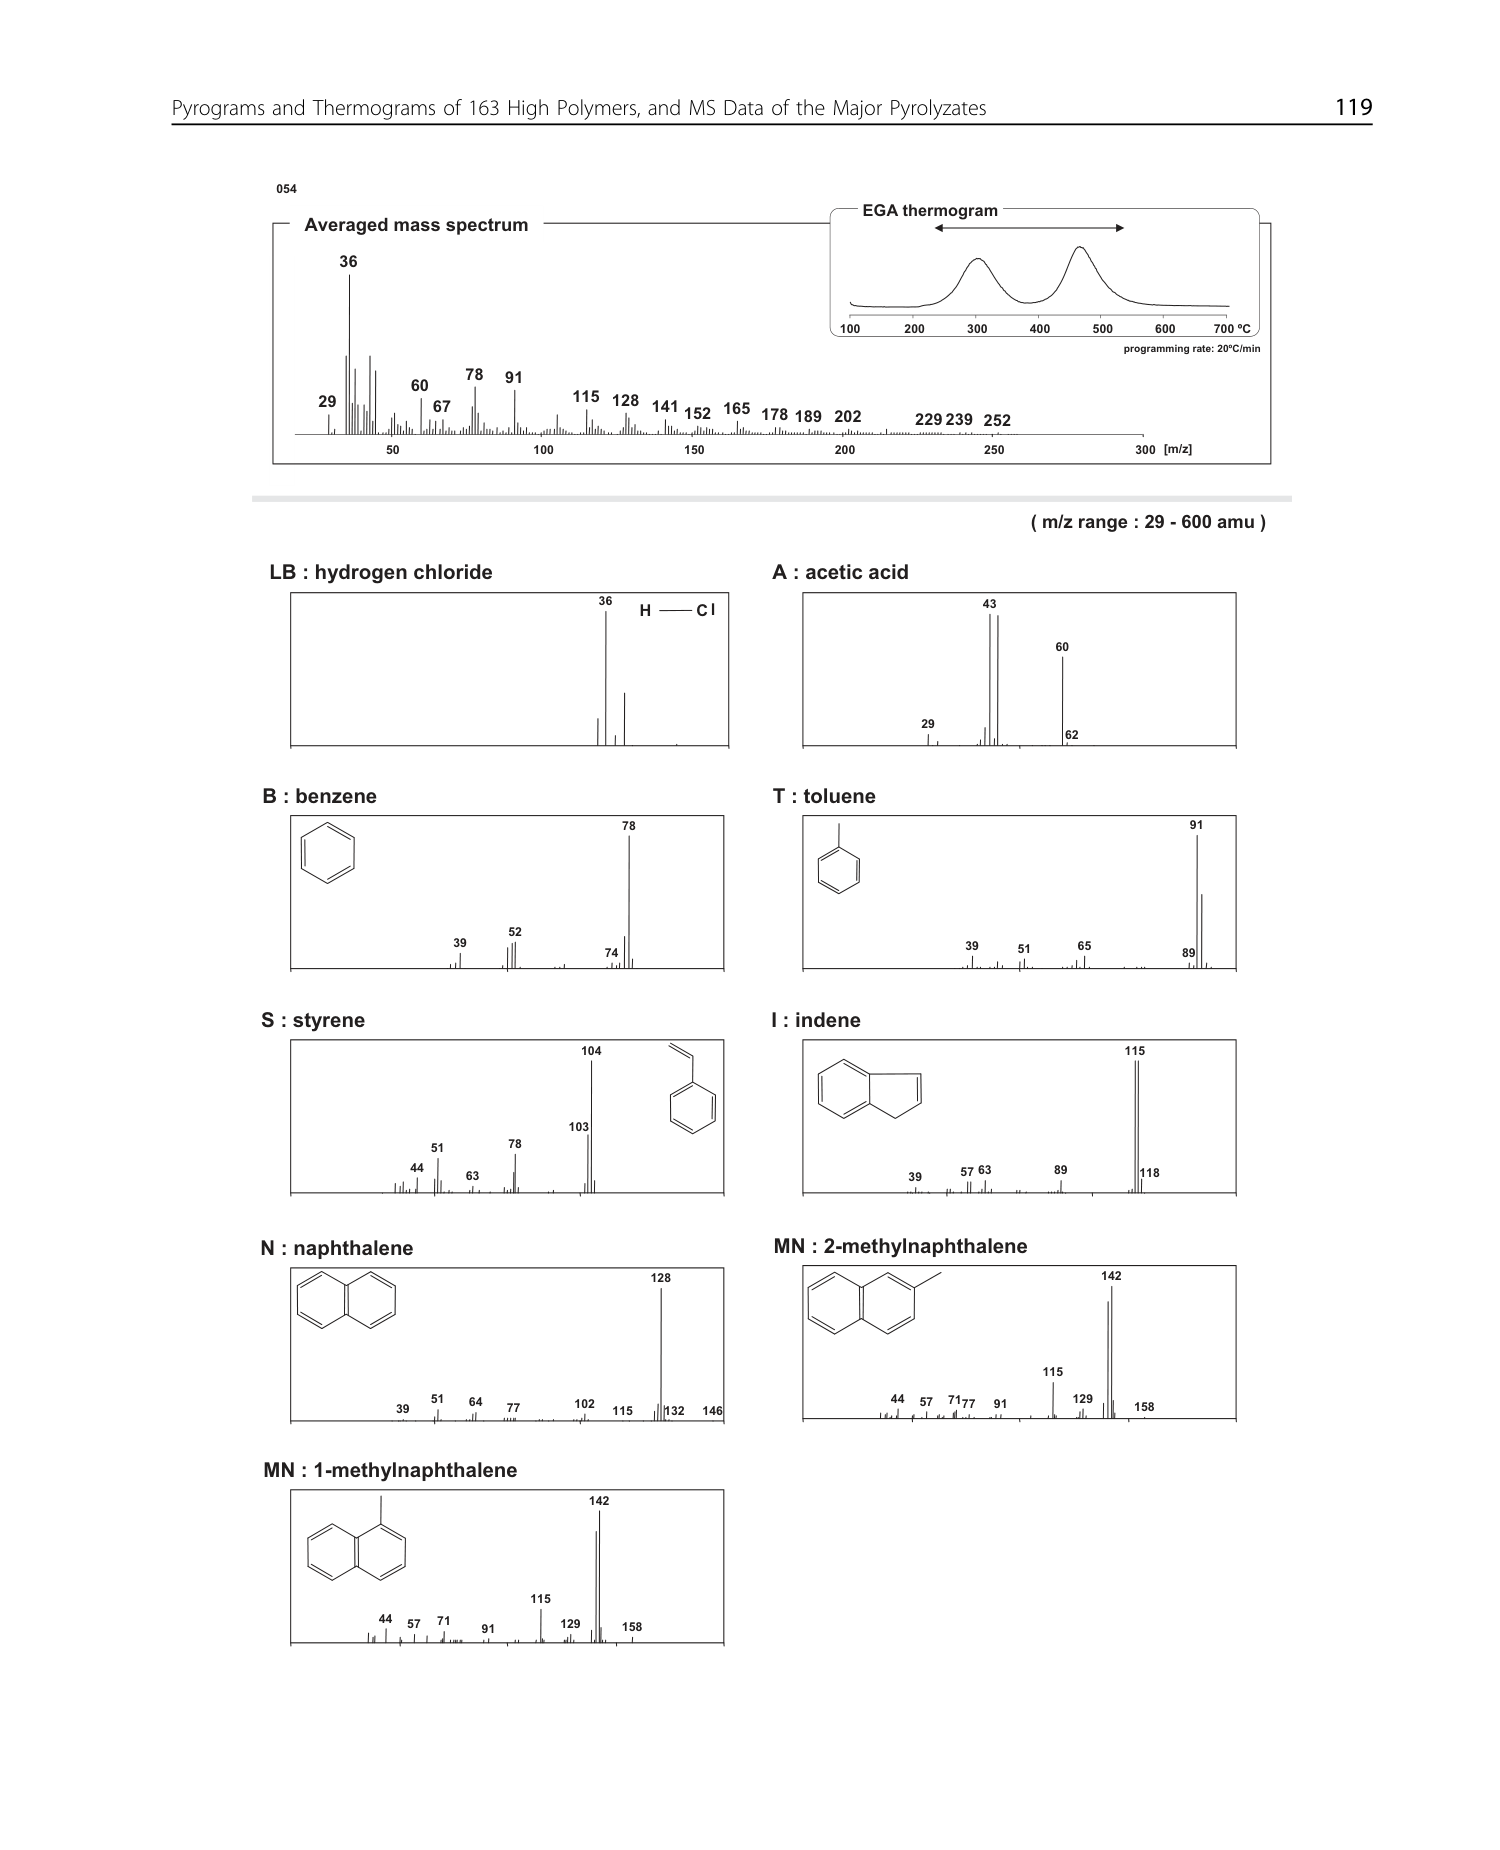 Pyrograms and Thermograms of 163 High Polymers, and MS Data of the Major Pyrolyzates 119
054
Averaged mass spectrum
EGA thermogram
100 200 300 400 500 600 700 ºC
programming rate: 20ºC/min
36
29 60 67 78 91 115 128 141 152 165 178 189 202 229 239 252
50 100 150 200 250 300 [m/z]
( m/z range : 29 - 600 amu )
LB : hydrogen chloride
36
H Cl
A : acetic acid
43
60
29
62
B : benzene
78
52
39
74
T : toluene
91
39 51 65
89
S : styrene
104
103
51 78
44 63
I : indene
115
39 57 63 89 118
N : naphthalene
128
39 51 64 77 102 115 132 146
MN : 2-methylnaphthalene
142
115
44 57 71 77 91 129 158
MN : 1-methylnaphthalene
142
115
44 57 71 91 129 158